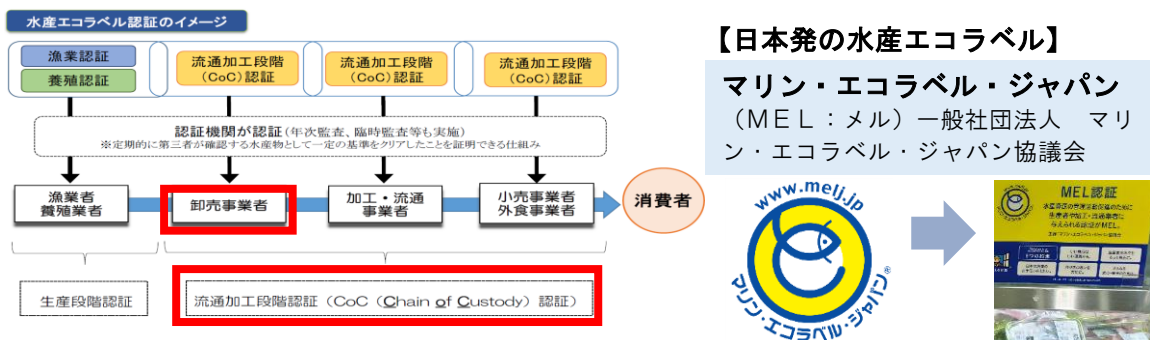 水産エコラベル認証のイメージ
漁業認証
養殖認証
流通加工段階
（CoC）認証
流通加工段階
（CoC）認証
流通加工段階
（CoC）認証
認証機関が認証（年次監査、臨時監査等も実施）
※定期的に第三者が確認する水産物として一定の基準をクリアしたことを証明できる仕組み
漁業者
養殖業者
卸売事業者
加工・流通
事業者
小売事業者
外食事業者
消費者
生産段階認証
流通加工段階認証（CoC（Chain of Custody）認証）
【日本発の水産エコラベル】
マリン・エコラベル・ジャパン
（ＭＥＬ：メル）一般社団法人　マリ
ン・エコラベル・ジャパン協議会
www.melj.jp
マリン・エコラベル・ジャパン®
MEL認証